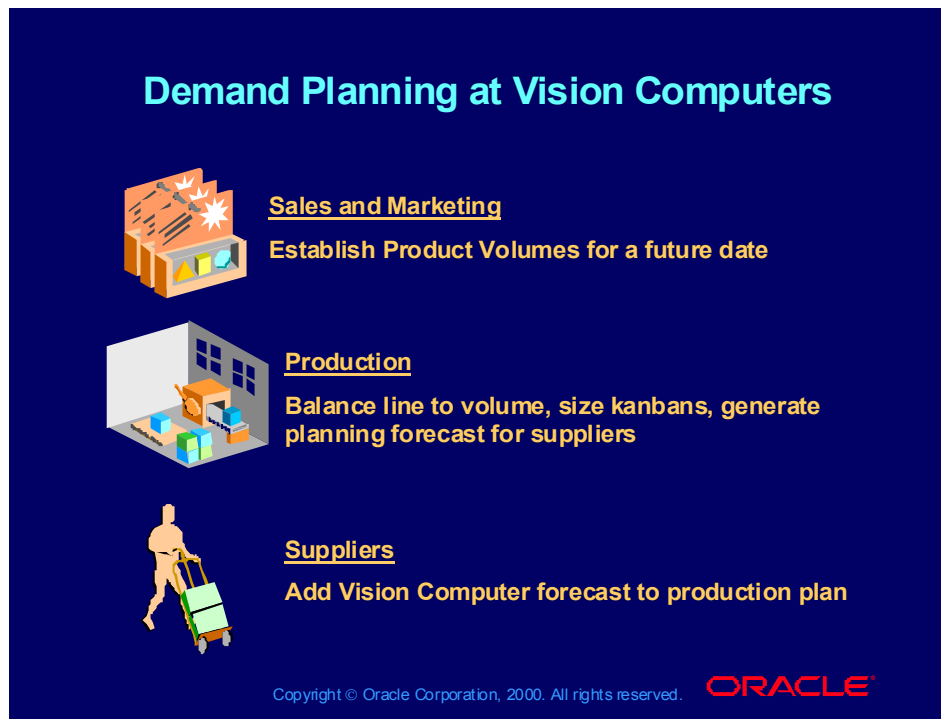 Demand Planning at Vision Computers
Sales and Marketing
Establish Product Volumes for a future date
Production
Balance line to volume, size kanbans, generate
planning forecast for suppliers
Suppliers
Add Vision Computer forecast to production plan
Copyright © Oracle Corporation, 2000. All rights reserved.
ORACLE®